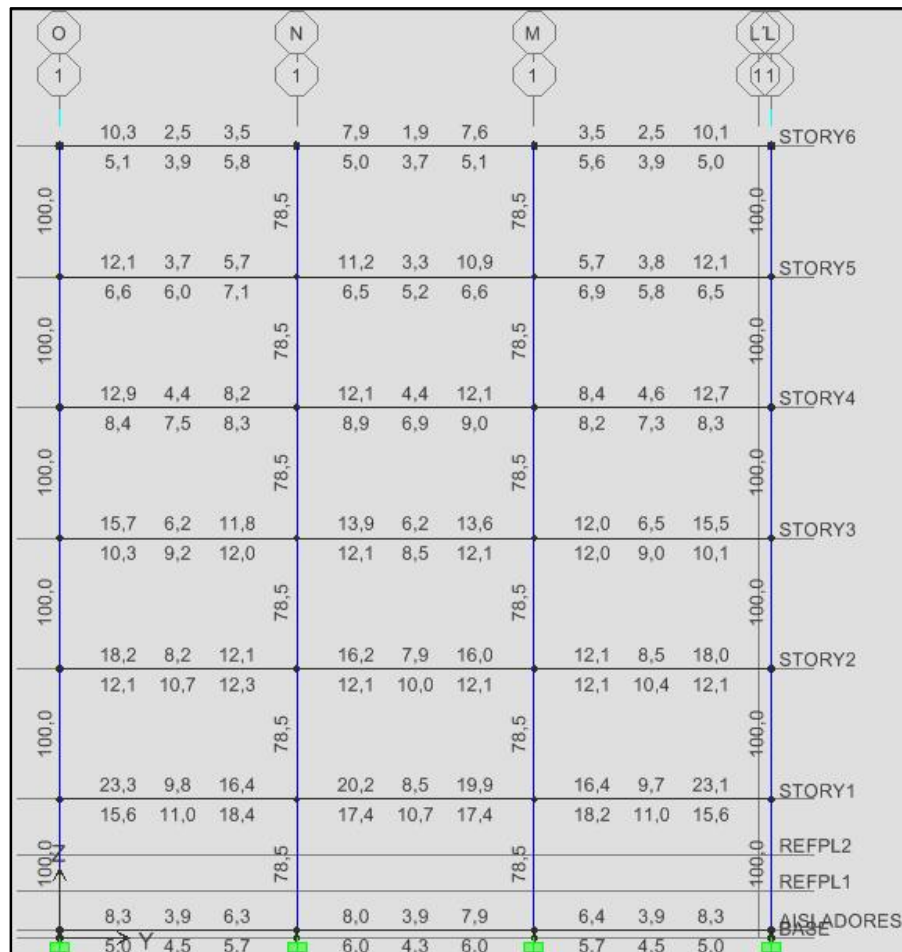 O N M L' L
1 1 1 1 1
10,3 2,5 3,5 7,9 1,9 7,6 3,5 2,5 10,1 STORY6
5,1 3,9 5,8 5,0 3,7 5,1 5,6 3,9 5,0
100,0 78,5 78,5 100,0
12,1 3,7 5,7 11,2 3,3 10,9 5,7 3,8 12,1 STORY5
6,6 6,0 7,1 6,5 5,2 6,6 6,9 5,8 6,5
100,0 78,5 78,5 100,0
12,9 4,4 8,2 12,1 4,4 12,1 8,4 4,6 12,7 STORY4
8,4 7,5 8,3 8,9 6,9 9,0 8,2 7,3 8,3
100,0 78,5 78,5 100,0
15,7 6,2 11,8 13,9 6,2 13,6 12,0 6,5 15,5 STORY3
10,3 9,2 12,0 12,1 8,5 12,1 12,0 9,0 10,1
100,0 78,5 78,5 100,0
18,2 8,2 12,1 16,2 7,9 16,0 12,1 8,5 18,0 STORY2
12,1 10,7 12,3 12,1 10,0 12,1 12,1 10,4 12,1
100,0 78,5 78,5 100,0
23,3 9,8 16,4 20,2 8,5 19,9 16,4 9,7 23,1 STORY1
15,6 11,0 18,4 17,4 10,7 17,4 18,2 11,0 15,6
REFPL2
Z
100,0 78,5 78,5 100,0
REFPL1
8,3 3,9 6,3 8,0 3,9 7,9 6,4 3,9 8,3 AISLADORES
BASE
Y
5,0 4,5 5,7 6,0 4,3 6,0 5,7 4,5 5,0